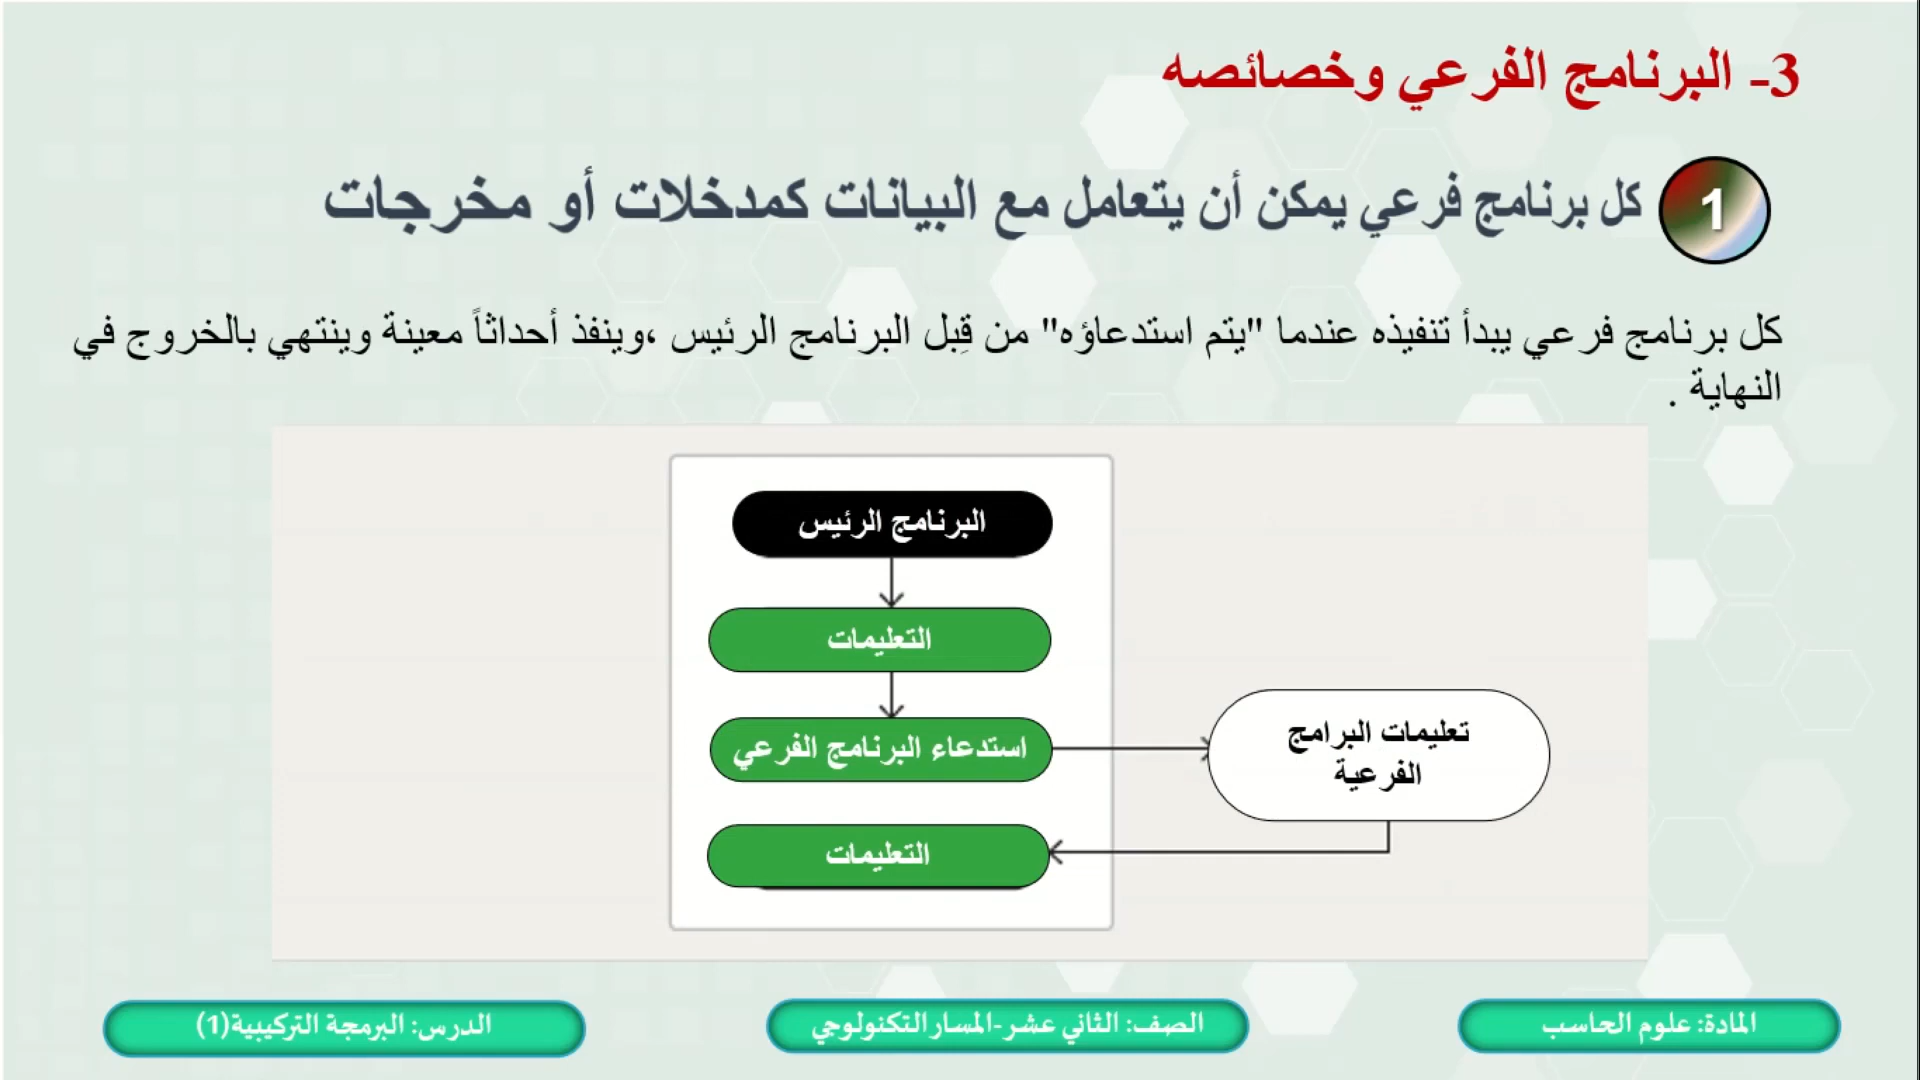 3- البرنامج الفرعي وخصائصه
1 كل برنامج فرعي يمكن أن يتعامل مع البيانات كمدخلات أو مخرجات
كل برنامج فرعي يبدأ تنفيذه عندما "يتم استدعاؤه" من قِبل البرنامج الرئيس ،وينفذ أحداثاً معينة وينتهي بالخروج في
النهاية .
البرنامج الرئيس
التعليمات
استدعاء البرنامج الفرعي
تعليمات البرامج
الفرعية
التعليمات
المادة: علوم الحاسب
الصف: الثاني عشر-المسار التكنولوجي
الدرس: البرمجة التركيبية(1)